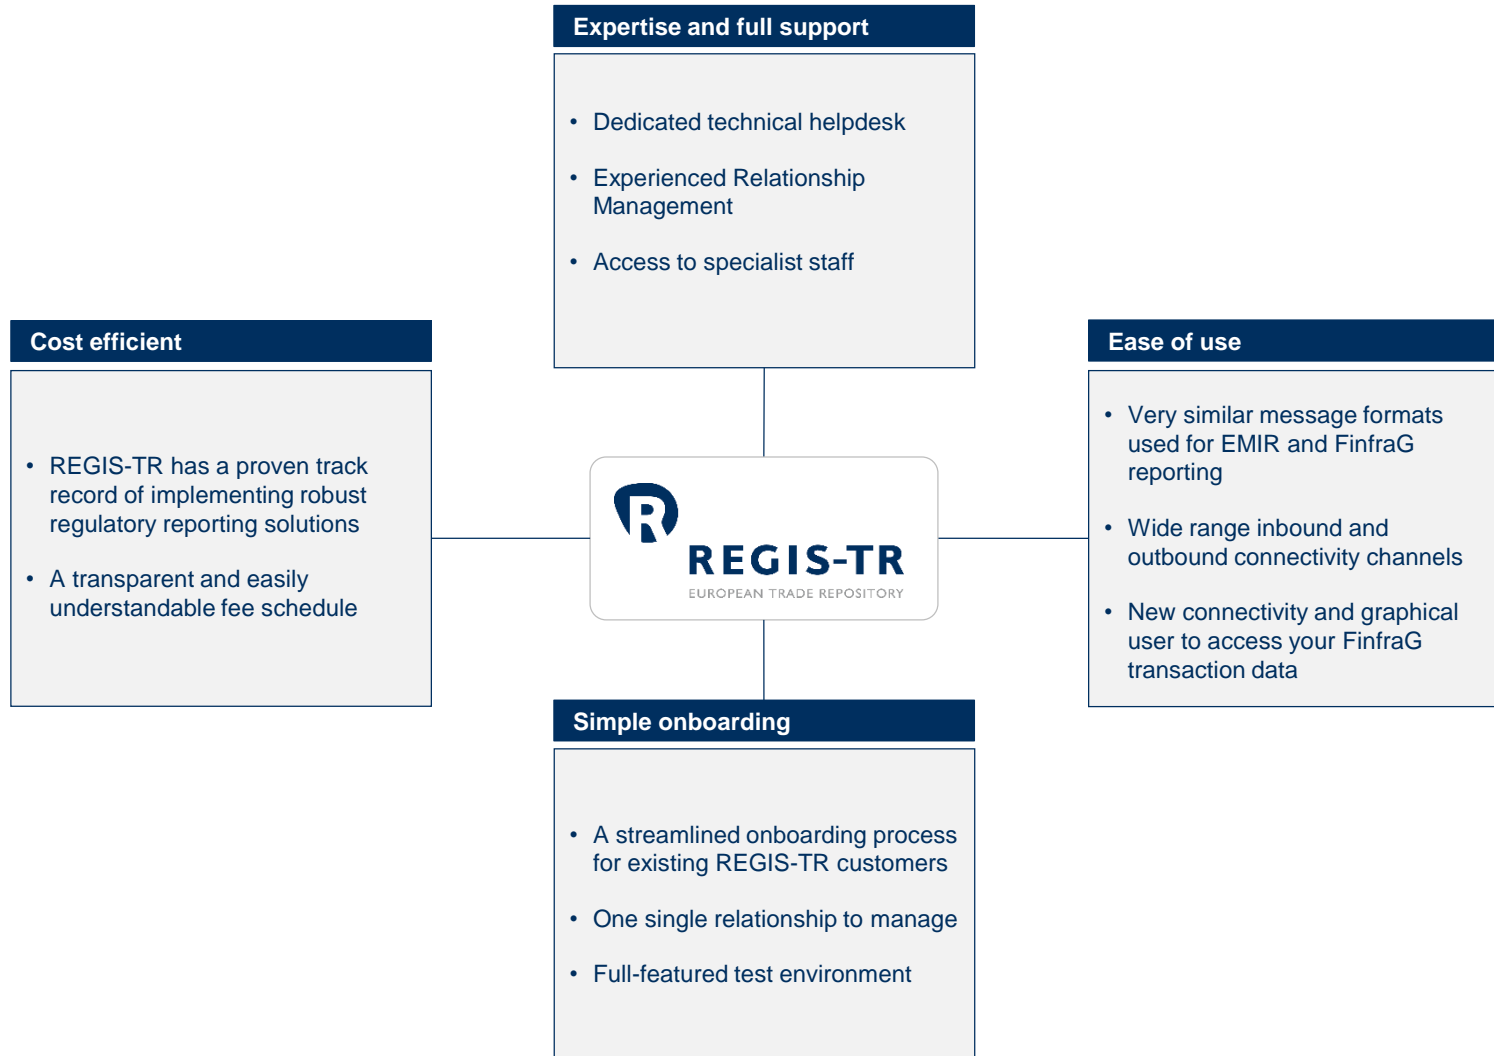 Expertise and full support
• Dedicated technical helpdesk
• Experienced Relationship
Management
• Access to specialist staff
Cost efficient
• REGIS-TR has a proven track
record of implementing robust
regulatory reporting solutions
• A transparent and easily
understandable fee schedule
R
REGIS-TR
EUROPEAN TRADE REPOSITORY
Ease of use
• Very similar message formats
used for EMIR and FinfraG
reporting
• Wide range inbound and
outbound connectivity channels
• New connectivity and graphical
user to access your FinfraG
transaction data
Simple onboarding
• A streamlined onboarding process
for existing REGIS-TR customers
• One single relationship to manage
• Full-featured test environment